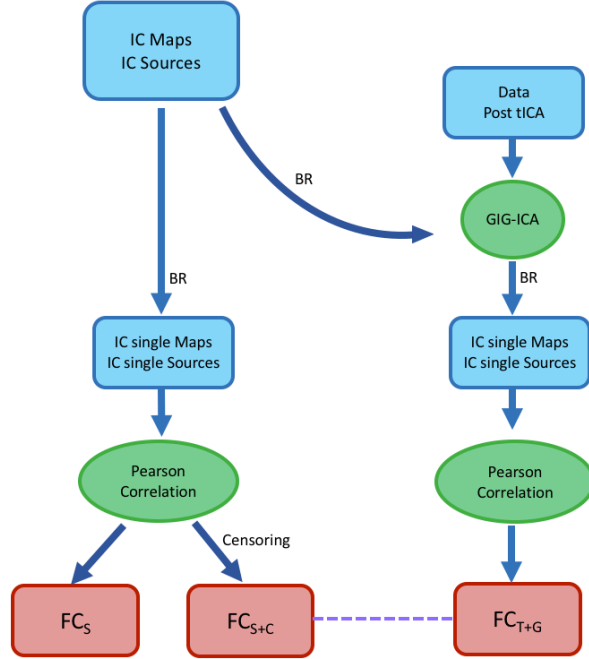 IC Maps
IC Sources
Data
Post tICA
BR
GIG-ICA
BR
BR
IC single Maps
IC single Sources
IC single Maps
IC single Sources
Pearson
Correlation
Pearson
Correlation
Censoring
FCS
FCS+C
FCT+G